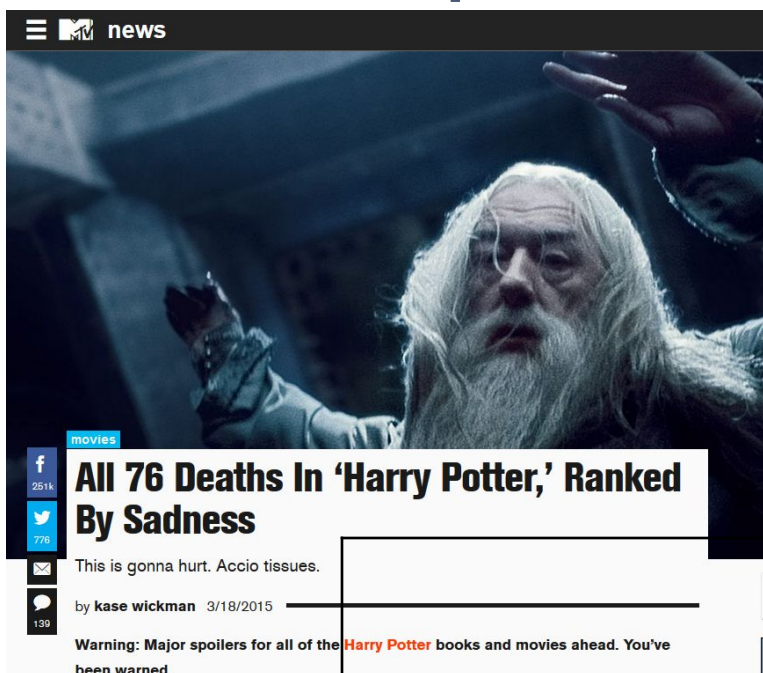 MTV news
movies
f
251k
All 76 Deaths In ‘Harry Potter,’ Ranked
By Sadness
776
This is gonna hurt. Accio tissues.
by kase wickman 3/18/2015
139
Warning: Major spoilers for all of the Harry Potter books and movies ahead. You’ve
been warned